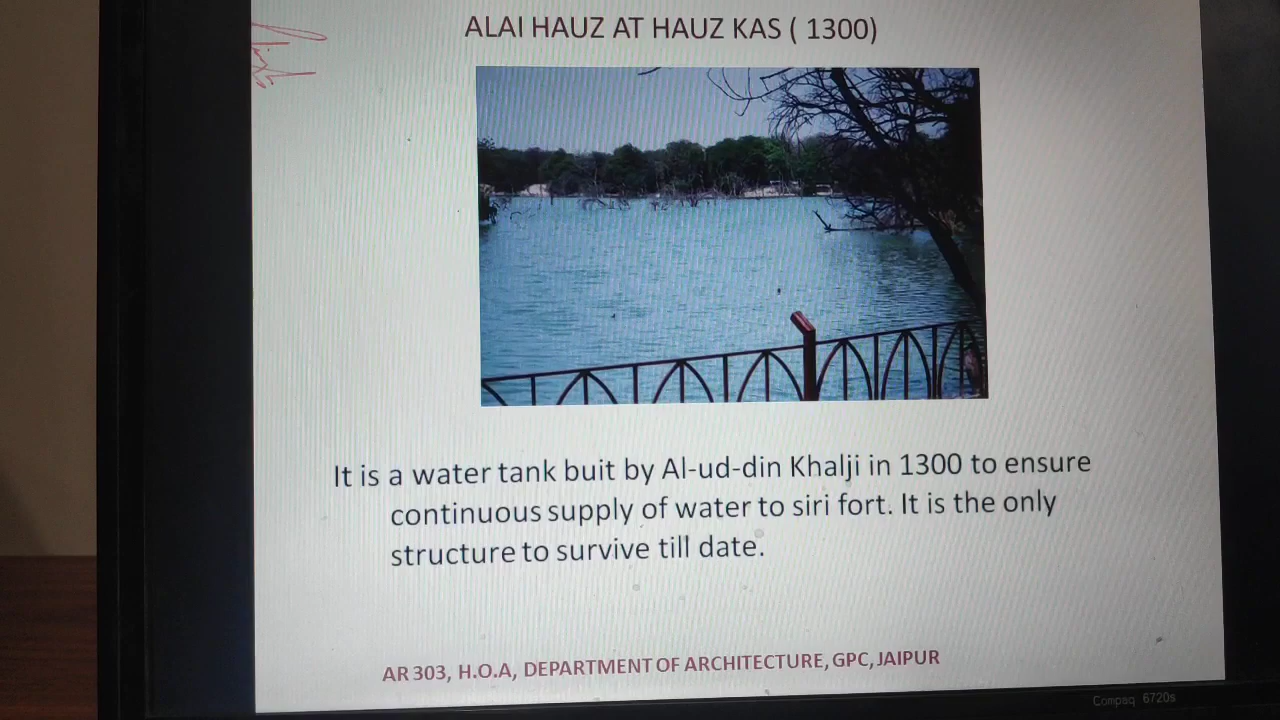 ALAI HAUZ AT HAUZ KAS ( 1300)
It is a water tank buit by Al-ud-din Khalji in 1300 to ensure
continuous supply of water to siri fort. It is the only
structure to survive till date.
AR 303, H.O.A, DEPARTMENT OF ARCHITECTURE, GPC, JAIPUR
Compaq 6720s